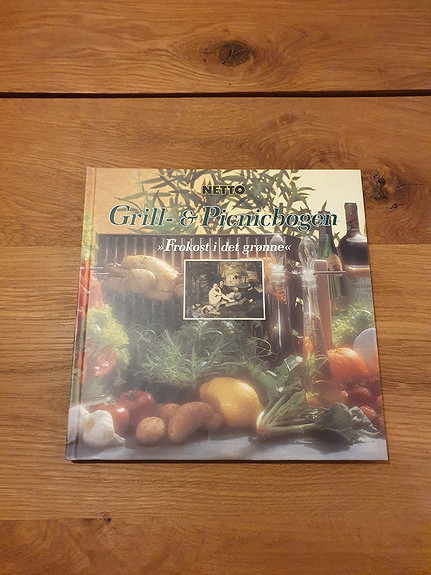 NETTO
Grill- & Picnicbogen
»Frokost i det grønne«